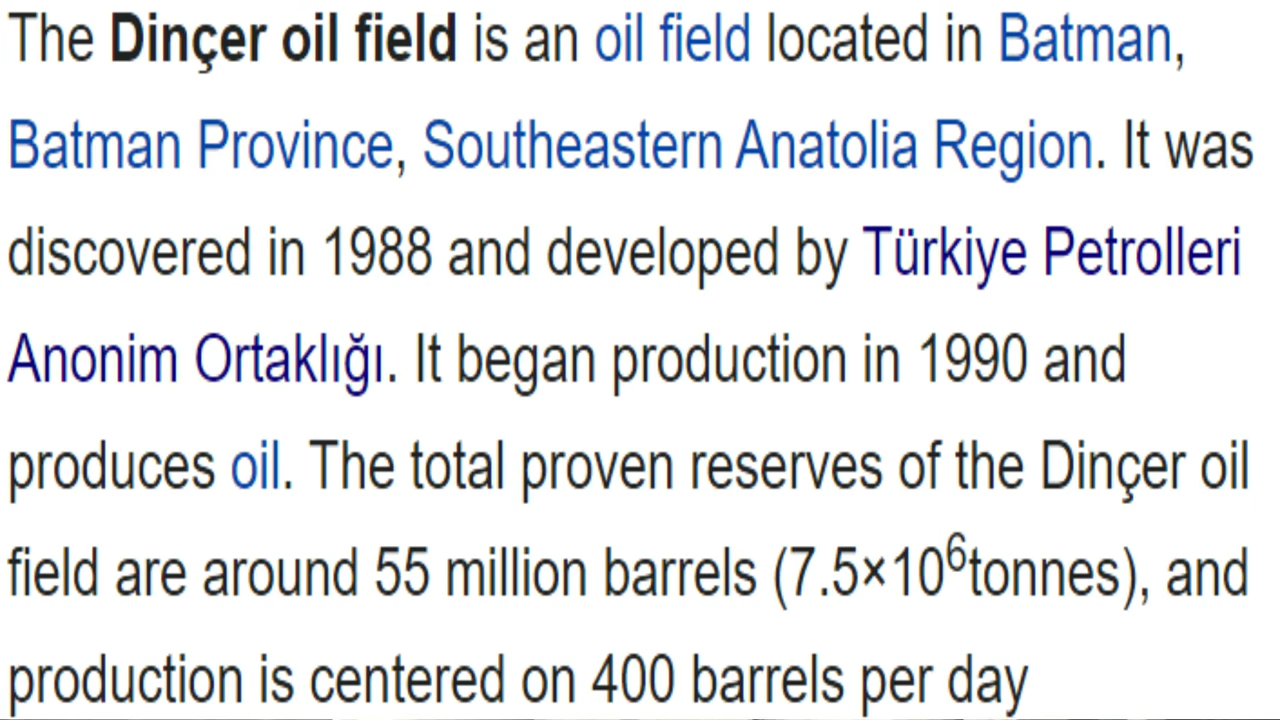 The Dinçer oil field is an oil field located in Batman,
Batman Province, Southeastern Anatolia Region. It was
discovered in 1988 and developed by Türkiye Petrolleri
Anonim Ortaklığı. It began production in 1990 and
produces oil. The total proven reserves of the Dinçer oil
field are around 55 million barrels (7.5×10⁶tonnes), and
production is centered on 400 barrels per day